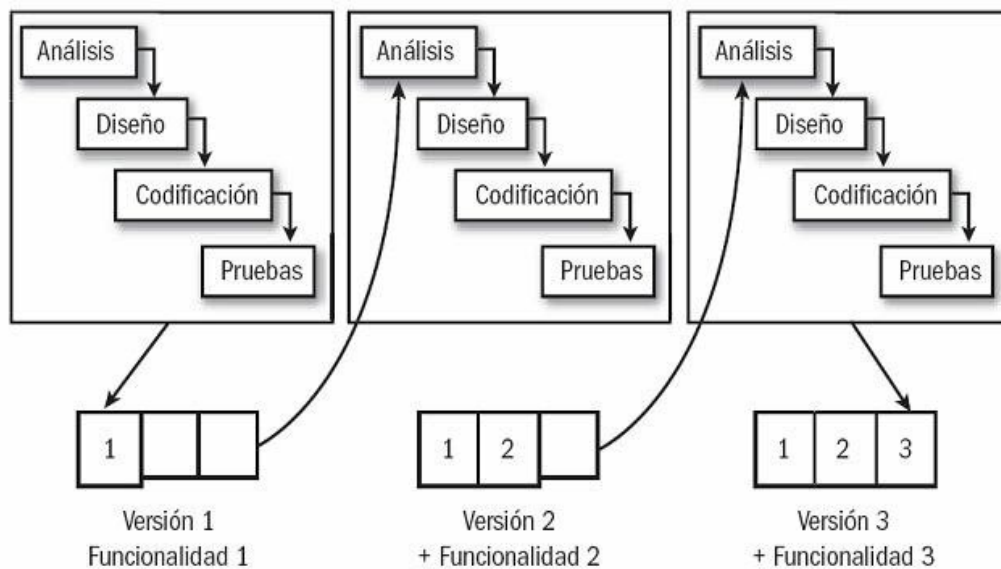 Análisis
Diseño
Codificación
Pruebas
Análisis
Diseño
Codificación
Pruebas
Análisis
Diseño
Codificación
Pruebas
1
1 2
1 2 3
Versión 1
Funcionalidad 1
Versión 2
+ Funcionalidad 2
Versión 3
+ Funcionalidad 3